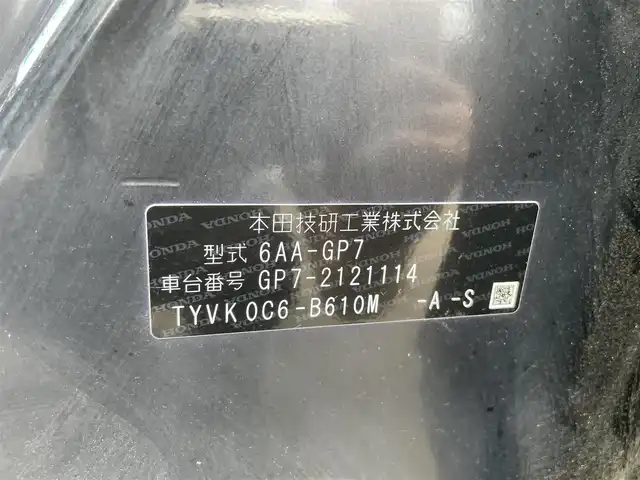 本田技研工業株式会社
型式 6AA-GP7
車台番号 GP7-2121114
TYVK0C6-B610M -A-S